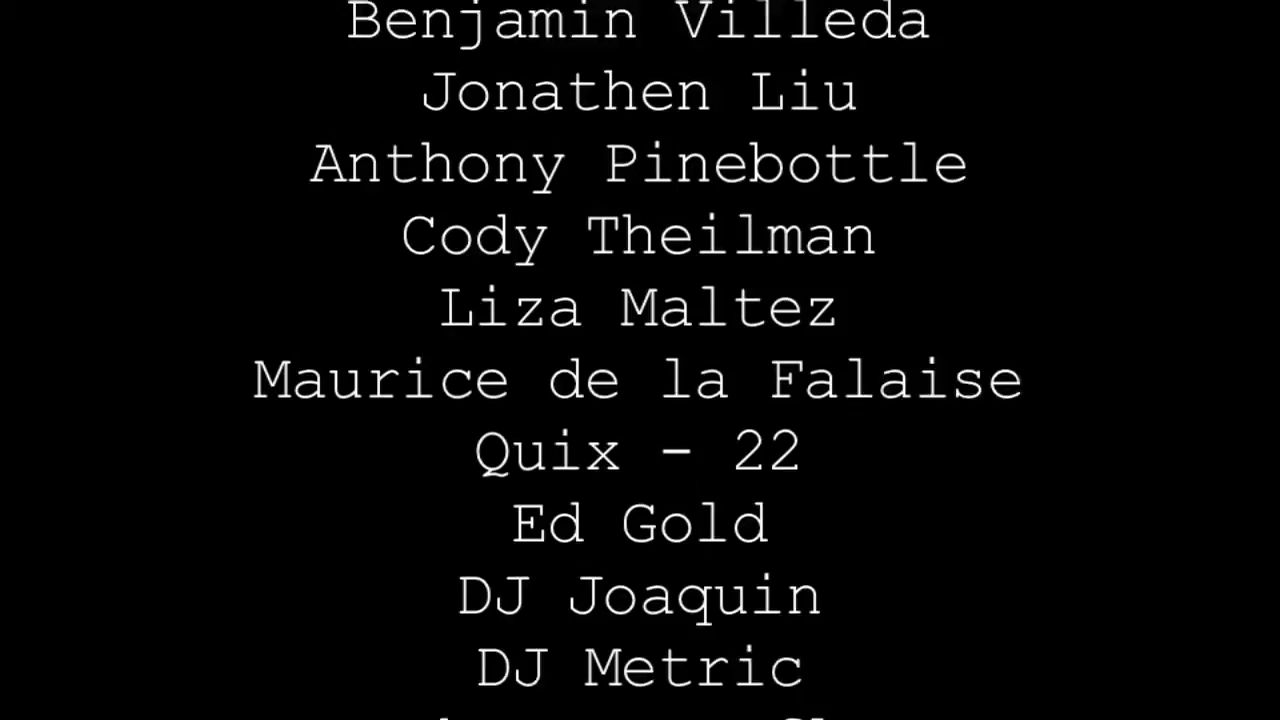 Benjamin Villeda
Jonathen Liu
Anthony Pinebottle
Cody Theilman
Liza Maltez
Maurice de la Falaise
Quix - 22
Ed Gold
DJ Joaquin
DJ Metric